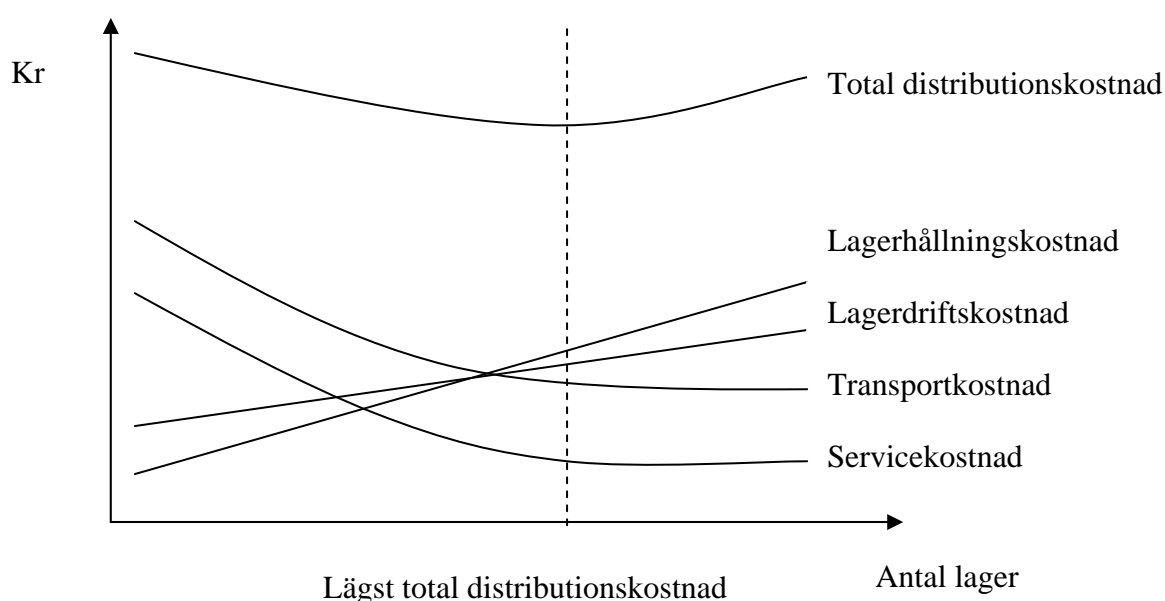 Kr
Total distributionskostnad
Lagerhållningskostnad
Lagerdriftskostnad
Transportkostnad
Servicekostnad
Antal lager
Lägst total distributionskostnad